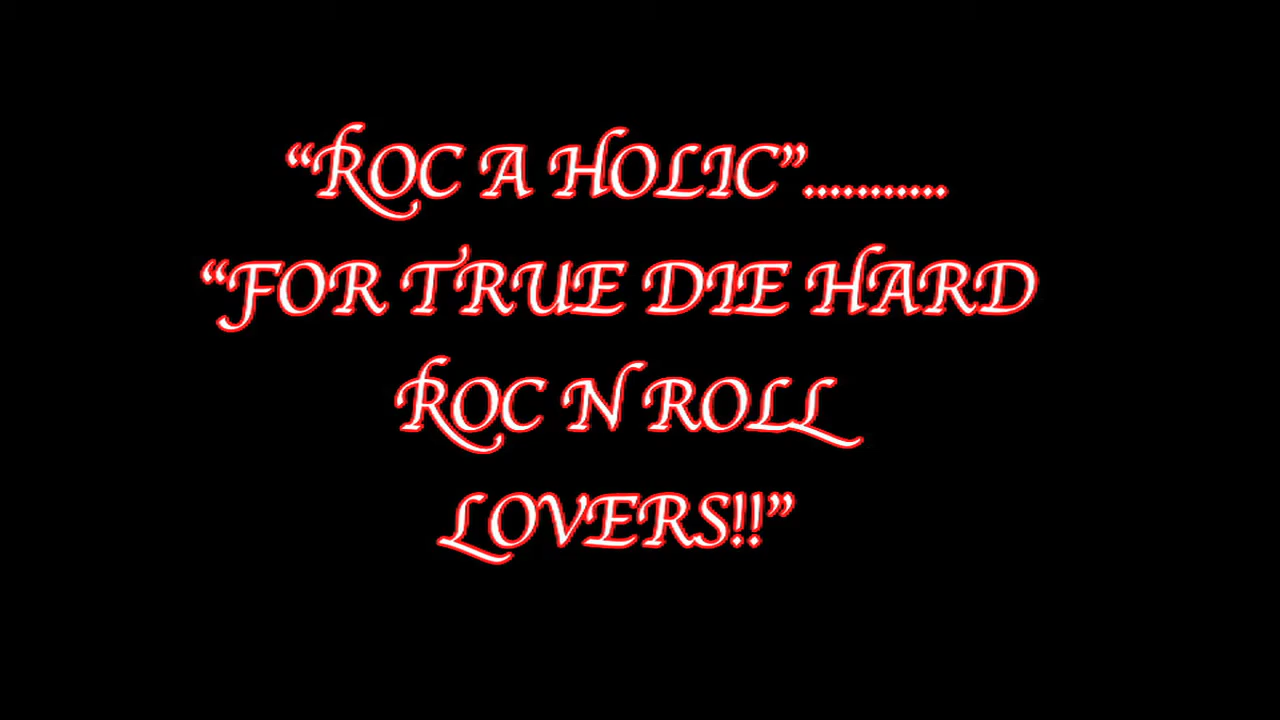 “ROC A HOLIC”...........
“FOR TRUE DIE HARD
ROC N ROLL
LOVERS!!”